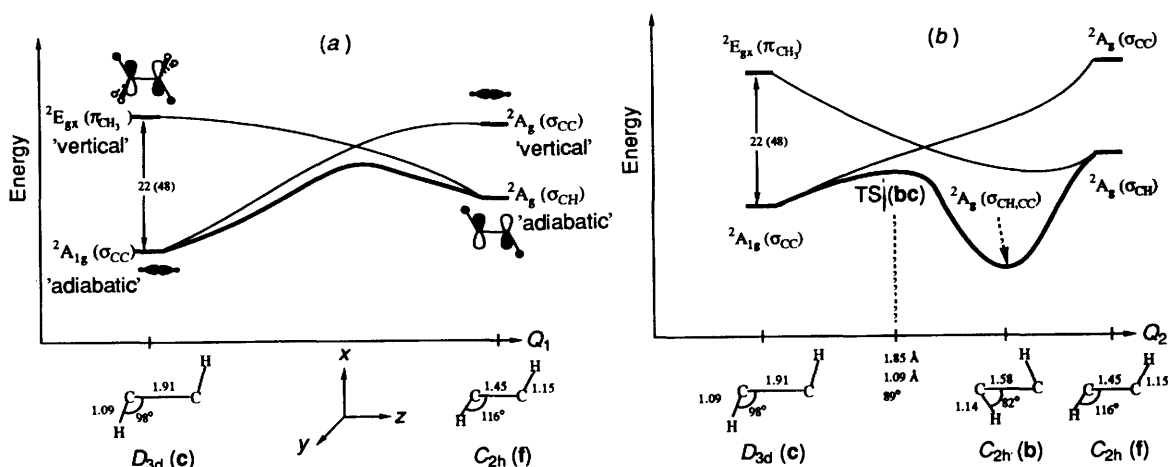 (a)
Energy
²E_gx (π_CH₃)
'vertical'
22 (48)
²A_1g (σ_CC)
'adiabatic'
²A_g (σ_CC)
'vertical'
²A_g (σ_CH)
'adiabatic'
Q₁
1.91
H
1.09 C 98° C
H
D_3d (c)
x
y
z
H
1.45 1.15
C 116° C
H
C_2h (f)
(b)
Energy
²E_gx (π_CH₃)
22 (48)
²A_1g (σ_CC)
TS (bc)
²A_g (σ_CH,CC)
²A_g (σ_CC)
²A_g (σ_CH)
Q₂
H
1.91
1.09 C 98° C
H
D_3d (c)
1.85 Å
1.09 Å
89°
H
1.58
C 82° C
1.14 H
C_2h (b)
H
1.45 1.15
C 116° C
H
C_2h (f)